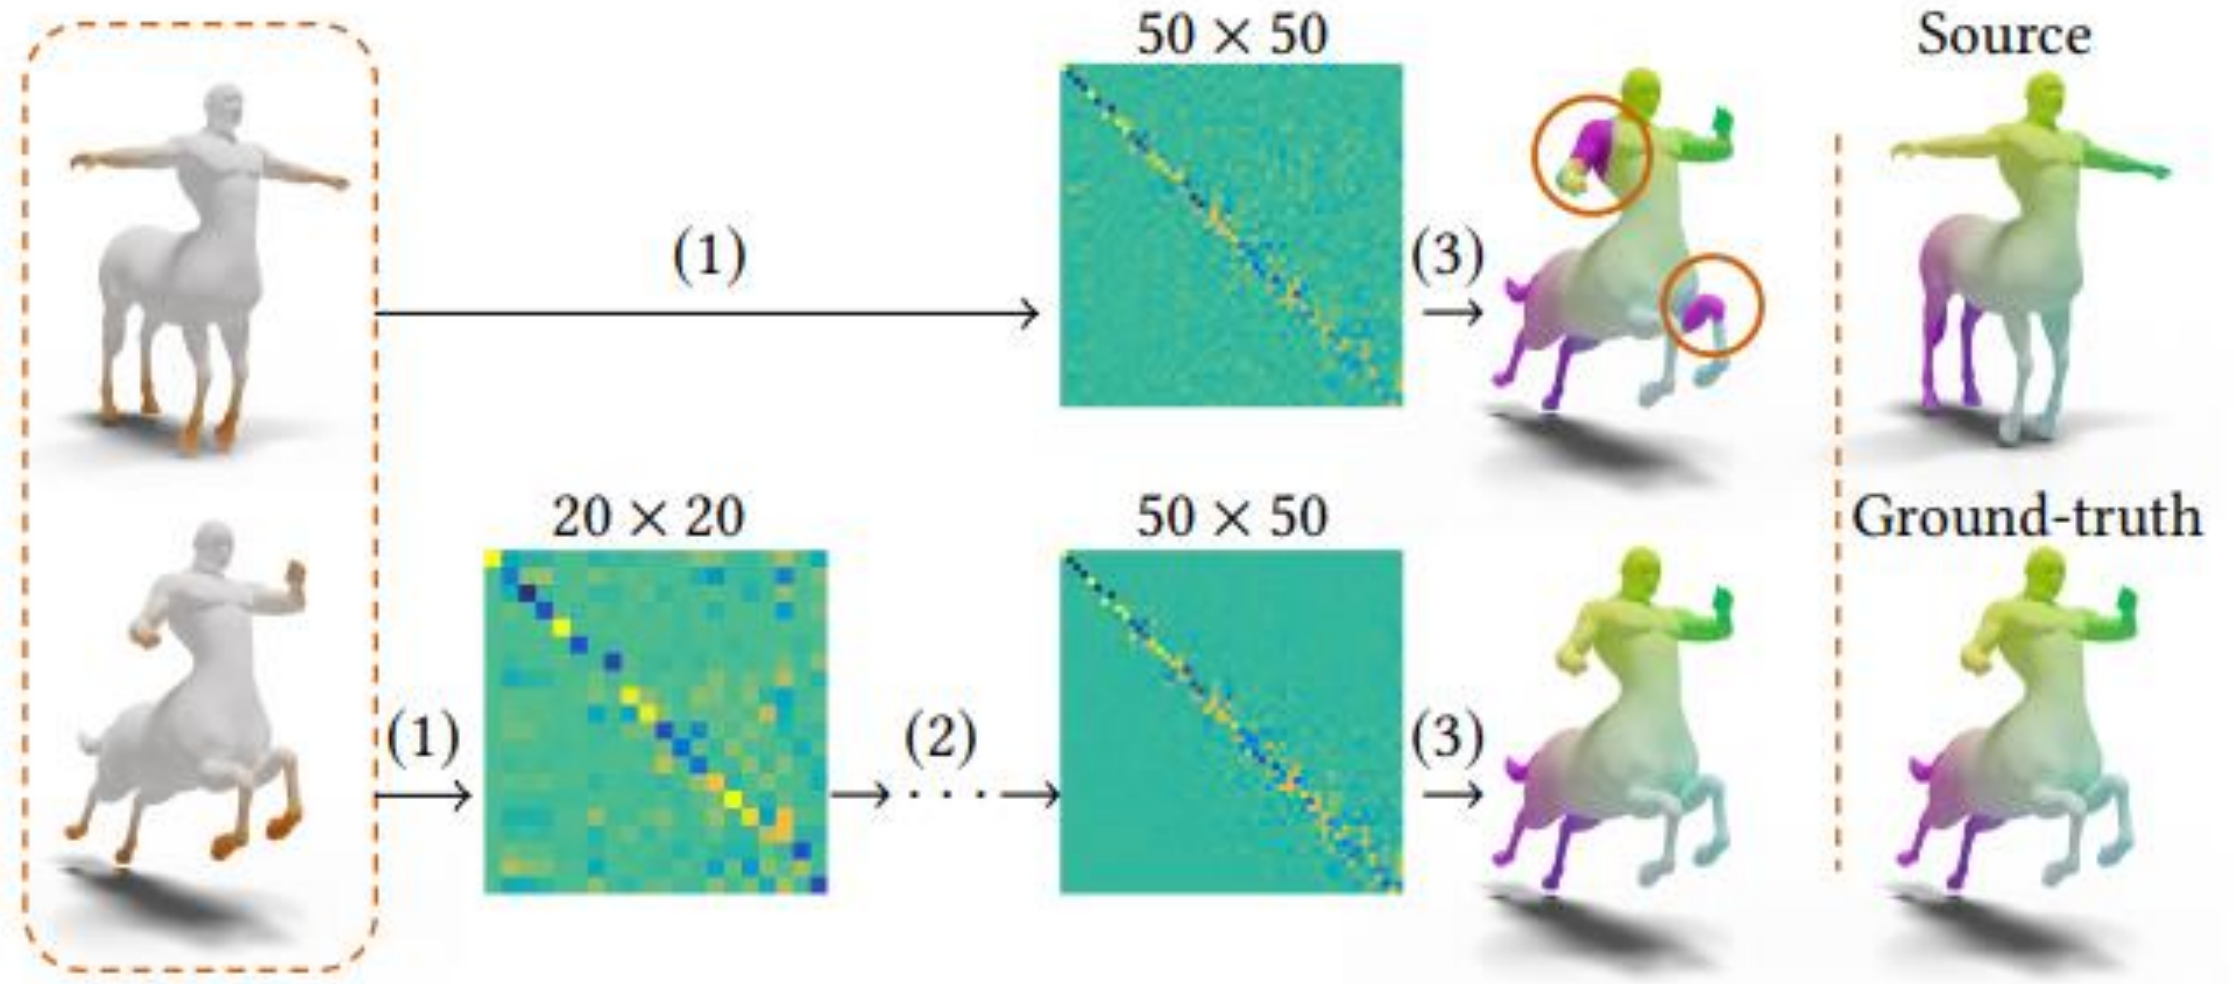 50 × 50
Source
(1)
(3)
20 × 20
50 × 50
Ground-truth
(1)
(2)
(3)